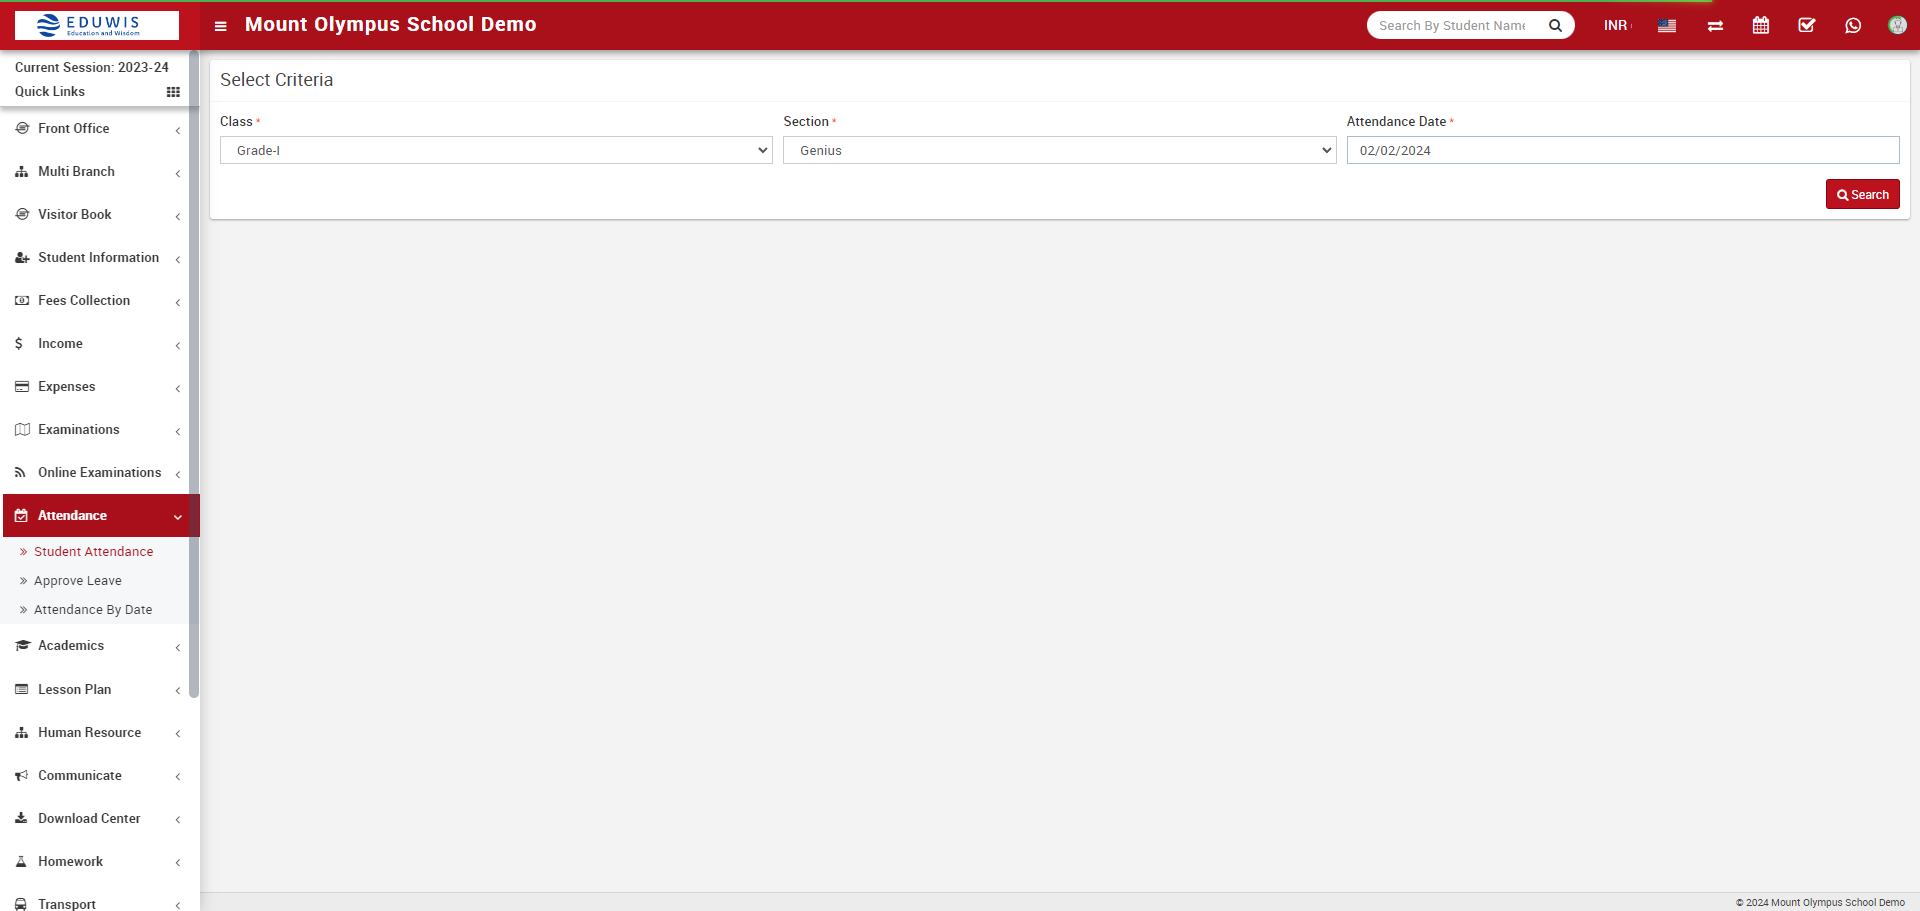 EDUWIS
Education and Wisdom
Mount Olympus School Demo
Search By Student Name
INR
Current Session: 2023-24
Quick Links
Front Office
Multi Branch
Visitor Book
Student Information
Fees Collection
Income
Expenses
Examinations
Online Examinations
Attendance
Student Attendance
Approve Leave
Attendance By Date
Academics
Lesson Plan
Human Resource
Communicate
Download Center
Homework
Transport
Select Criteria
Class *
Section *
Attendance Date *
Grade-I
Genius
02/02/2024
Search
© 2024 Mount Olympus School Demo